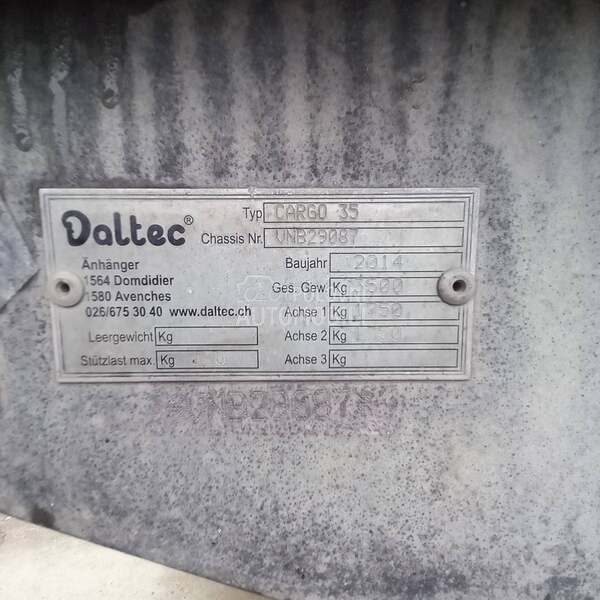 Daltec®
Typ CARGO 35
Chassis Nr. VNB29087
Anhänger
1564 Domdidier
1580 Avenches
026/675 30 40 www.daltec.ch
Baujahr 2014
Ges. Gew. Kg
Achse 1 Kg
Leergewicht Kg
Achse 2 Kg
Stützlast max. Kg
Achse 3 Kg